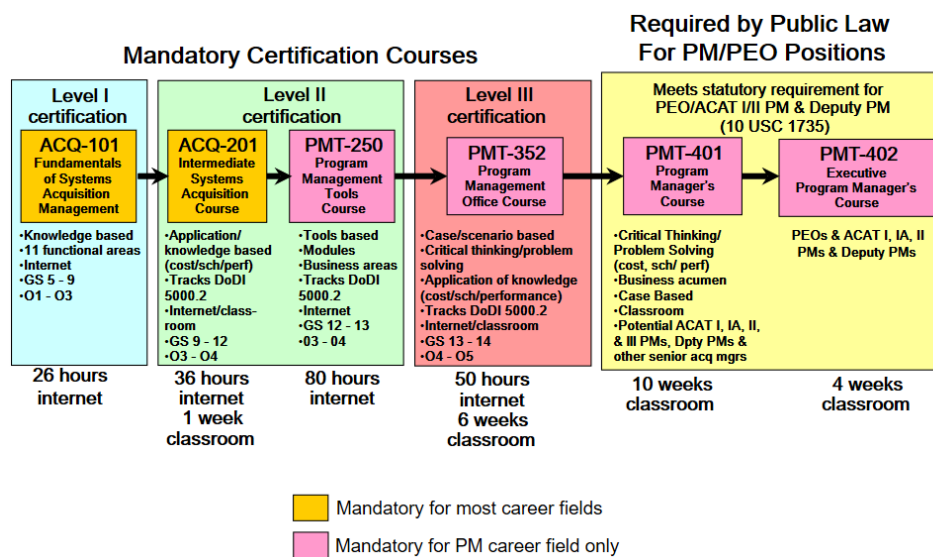 Mandatory Certification Courses
Required by Public Law
For PM/PEO Positions
Level I
certification
ACQ-101
Fundamentals
of Systems
Acquisition
Management
•Knowledge based
•11 functional areas
•Internet
•GS 5 - 9
•O1 - O3
26 hours
internet
Level II
certification
ACQ-201
Intermediate
Systems
Acquisition
Course
•Application/
knowledge based
(cost/sch/perf)
•Tracks DoDI
5000.2
•Internet/class-
room
•GS 9 - 12
•O3 - O4
36 hours
internet
1 week
classroom
PMT-250
Program
Management
Tools
Course
•Tools based
•Modules
•Business areas
•Tracks DoDI
5000.2
•Internet
•GS 12 - 13
•03 - 04
80 hours
internet
Level III
certification
PMT-352
Program
Management
Office Course
•Case/scenario based
•Critical thinking/problem
solving
•Application of knowledge
(cost/sch/performance)
•Tracks DoDI 5000.2
•Internet/classroom
•GS 13 - 14
•O4 - O5
50 hours
internet
6 weeks
classroom
Meets statutory requirement for
PEO/ACAT I/II PM & Deputy PM
(10 USC 1735)
PMT-401
Program
Manager's
Course
•Critical Thinking/
Problem Solving
(cost, sch/ perf)
•Business acumen
•Case Based
•Classroom
•Potential ACAT I, IA, II,
& III PMs, Dpty PMs &
other senior acq mgrs
10 weeks
classroom
PMT-402
Executive
Program Manager's
Course
PEOs & ACAT I, IA, II
PMs & Deputy PMs
4 weeks
classroom
Mandatory for most career fields
Mandatory for PM career field only